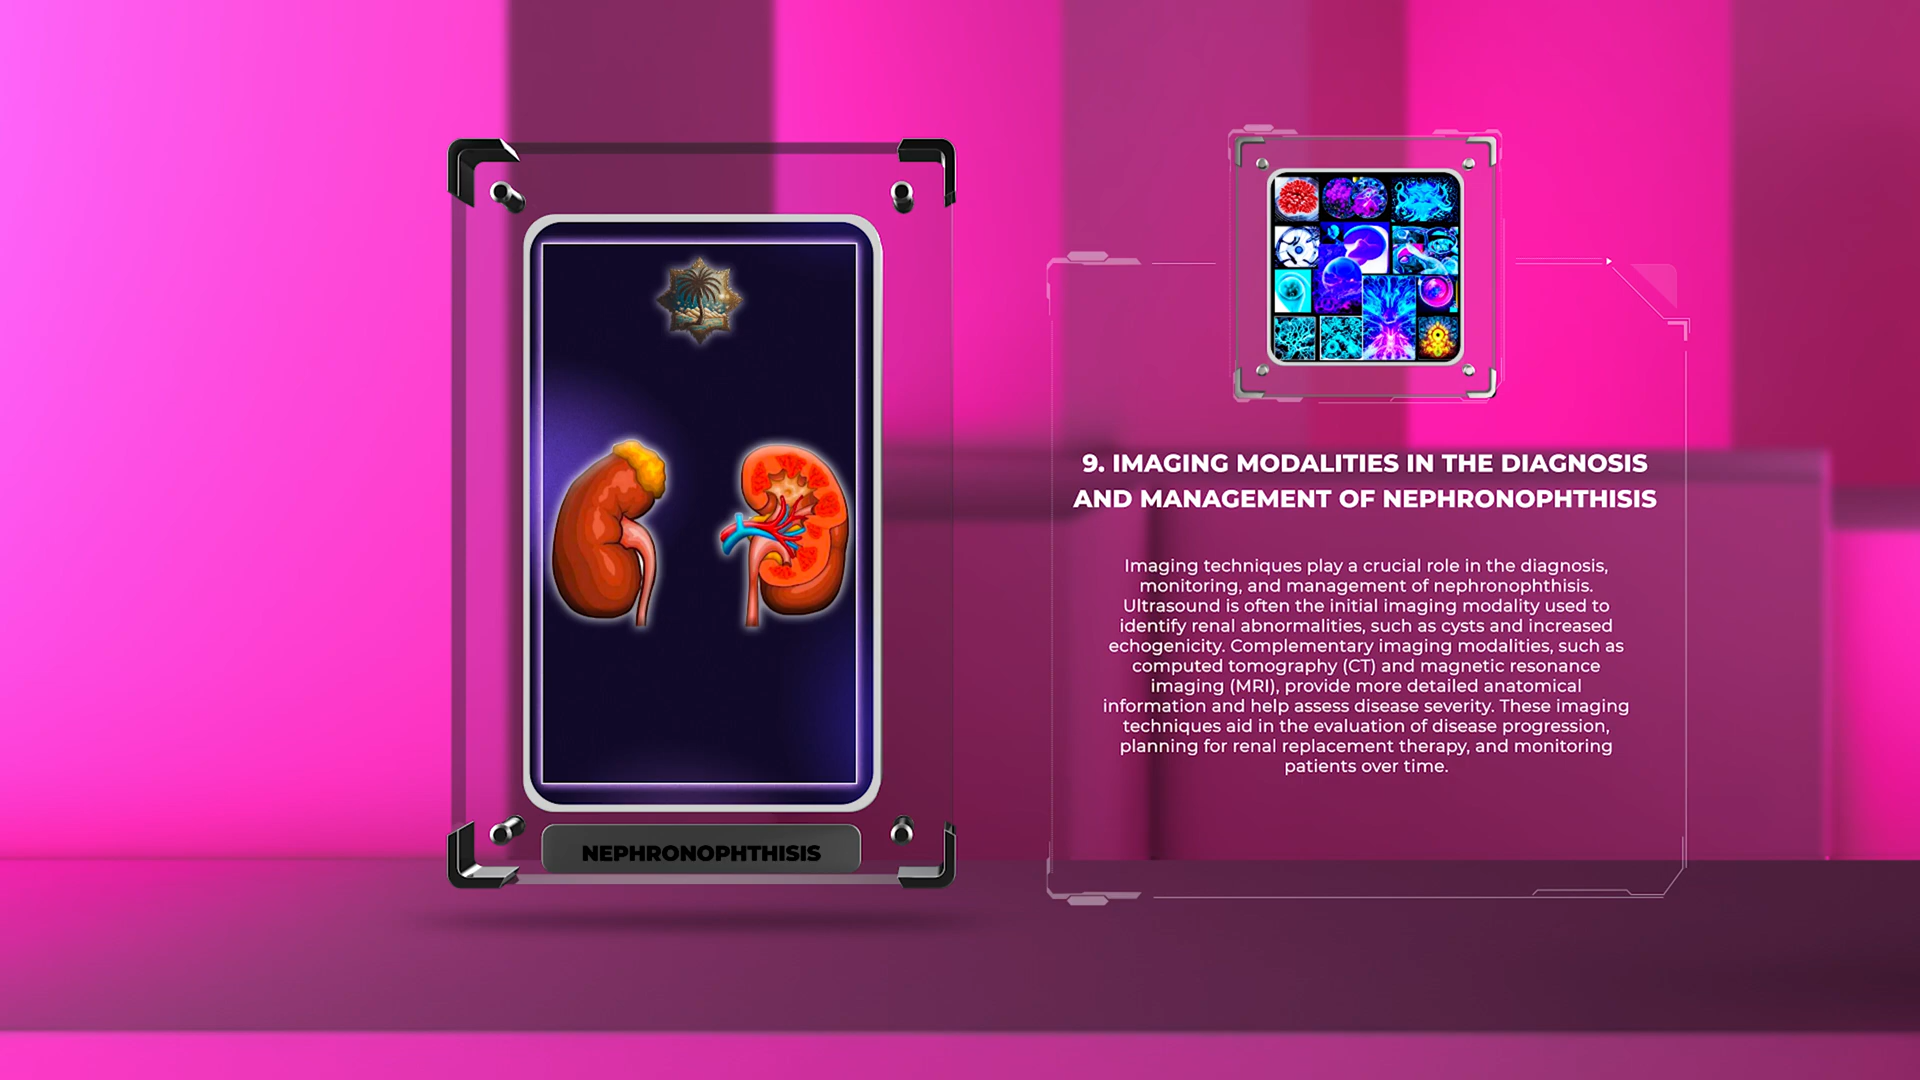 9. IMAGING MODALITIES IN THE DIAGNOSIS
AND MANAGEMENT OF NEPHRONOPHTHISIS
Imaging techniques play a crucial role in the diagnosis,
monitoring, and management of nephronophthisis.
Ultrasound is often the initial imaging modality used to
identify renal abnormalities, such as cysts and increased
echogenicity. Complementary imaging modalities, such as
computed tomography (CT) and magnetic resonance
imaging (MRI), provide more detailed anatomical
information and help assess disease severity. These imaging
techniques aid in the evaluation of disease progression,
planning for renal replacement therapy, and monitoring
patients over time.
NEPHRONOPHTHISIS